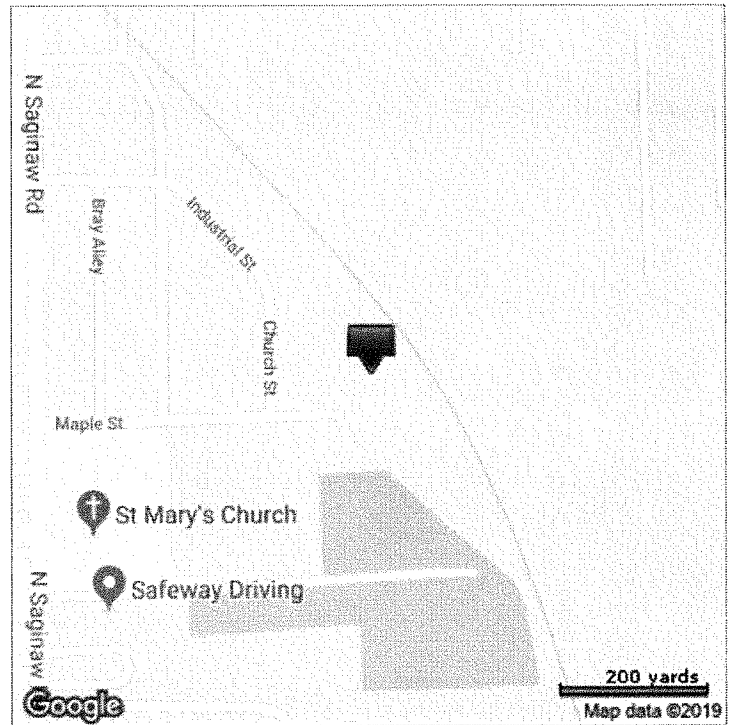 N Saginaw Rd
Bray Alley
Industrial St
Church St
Maple St
St Mary's Church
Safeway Driving
N Saginaw
200 yards
Google
Map data ©2019